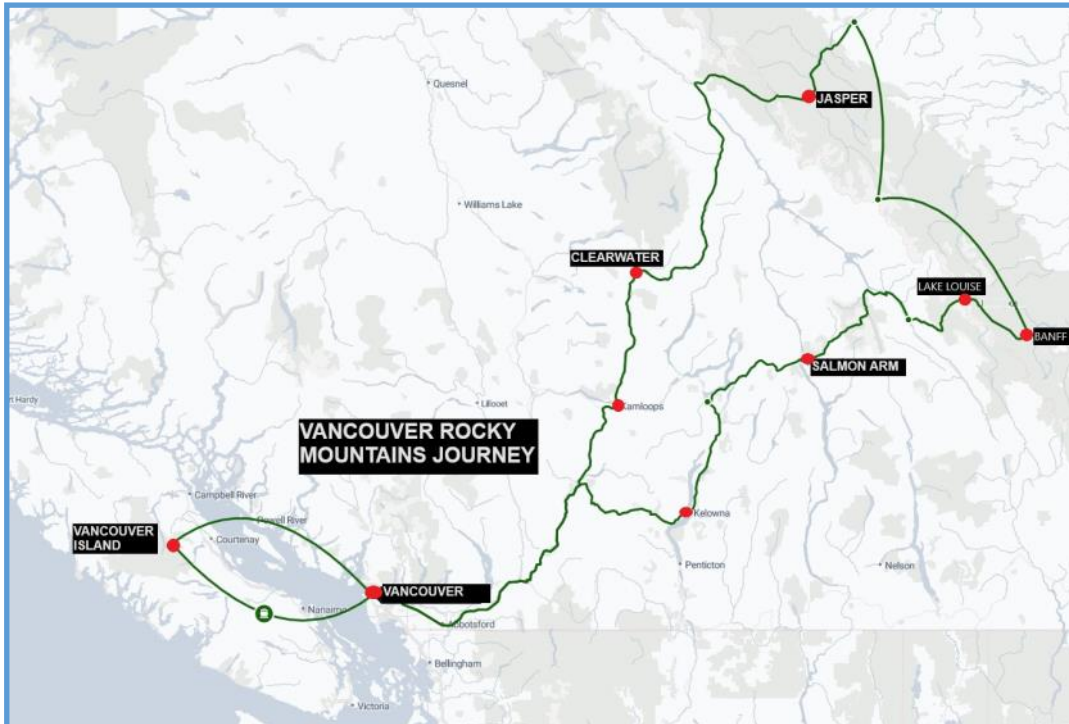 Quesnel
JASPER
Williams Lake
CLEARWATER
LAKE LOUISE
BANFF
SALMON ARM
Hardy
Lillooet
Kamloops
VANCOUVER ROCKY
MOUNTAINS JOURNEY
Campbell River
Powell River
VANCOUVER
ISLAND
Courtenay
Kelowna
Penticton
Nelson
VANCOUVER
Nanaimo
Abbotsford
Bellingham
Victoria